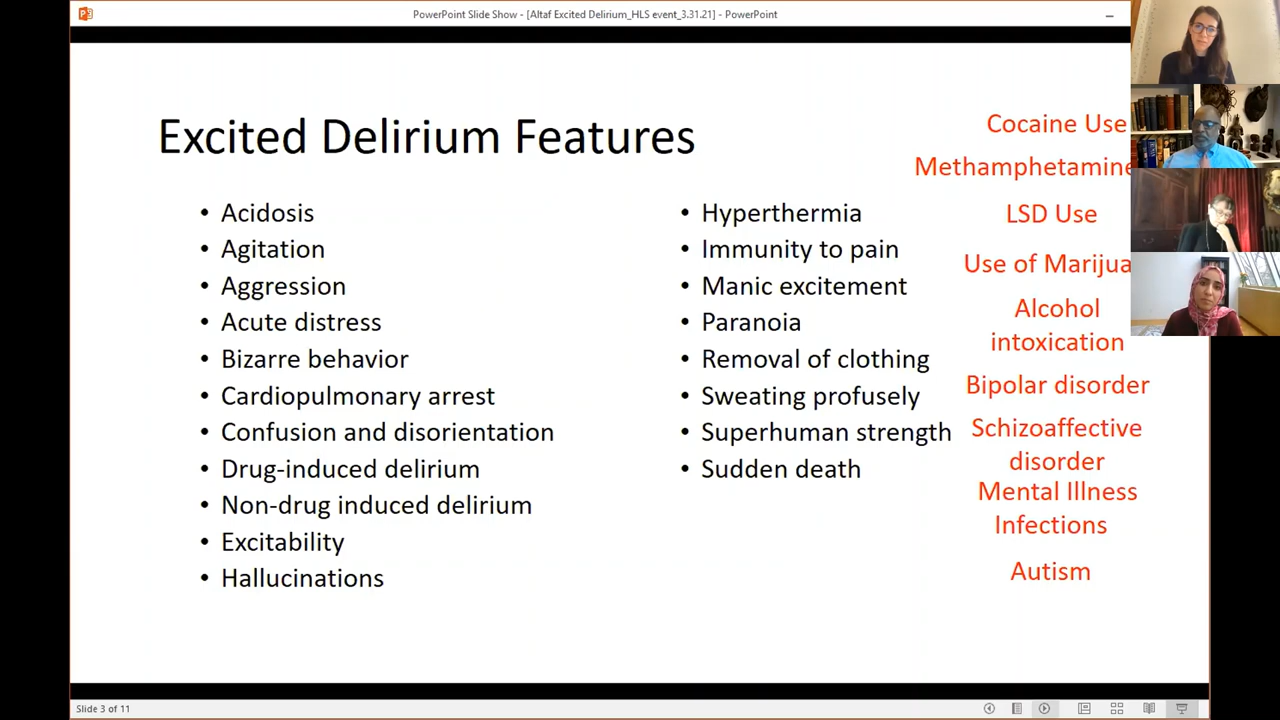 PowerPoint Slide Show - [Altaf Excited Delirium_HLS event_3.31.21] - PowerPoint
Excited Delirium Features
• Acidosis
• Agitation
• Aggression
• Acute distress
• Bizarre behavior
• Cardiopulmonary arrest
• Confusion and disorientation
• Drug-induced delirium
• Non-drug induced delirium
• Excitability
• Hallucinations
• Hyperthermia
• Immunity to pain
• Manic excitement
• Paranoia
• Removal of clothing
• Sweating profusely
• Superhuman strength
• Sudden death
Cocaine Use
Methamphetamine
LSD Use
Use of Marijua
Alcohol
intoxication
Bipolar disorder
Schizoaffective
disorder
Mental Illness
Infections
Autism
Slide 3 of 11